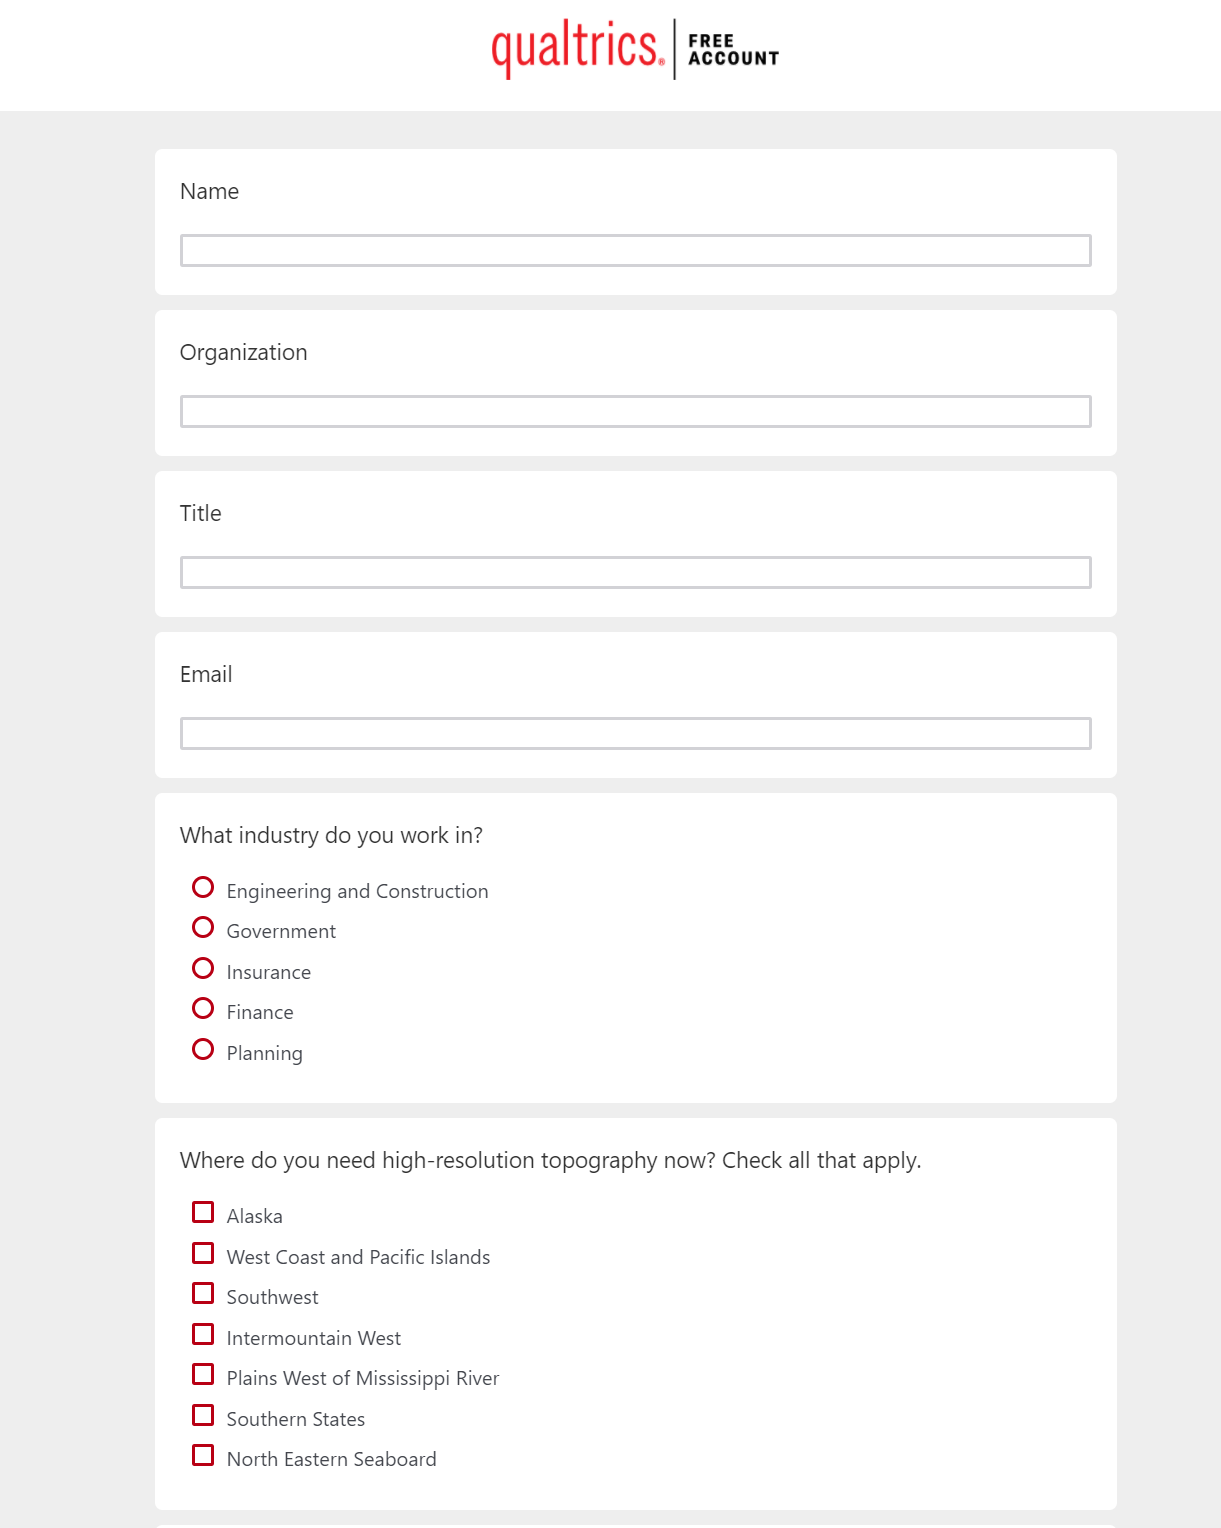 qualtrics.® FREE ACCOUNT
Name
Organization
Title
Email
What industry do you work in?
Engineering and Construction
Government
Insurance
Finance
Planning
Where do you need high-resolution topography now? Check all that apply.
Alaska
West Coast and Pacific Islands
Southwest
Intermountain West
Plains West of Mississippi River
Southern States
North Eastern Seaboard